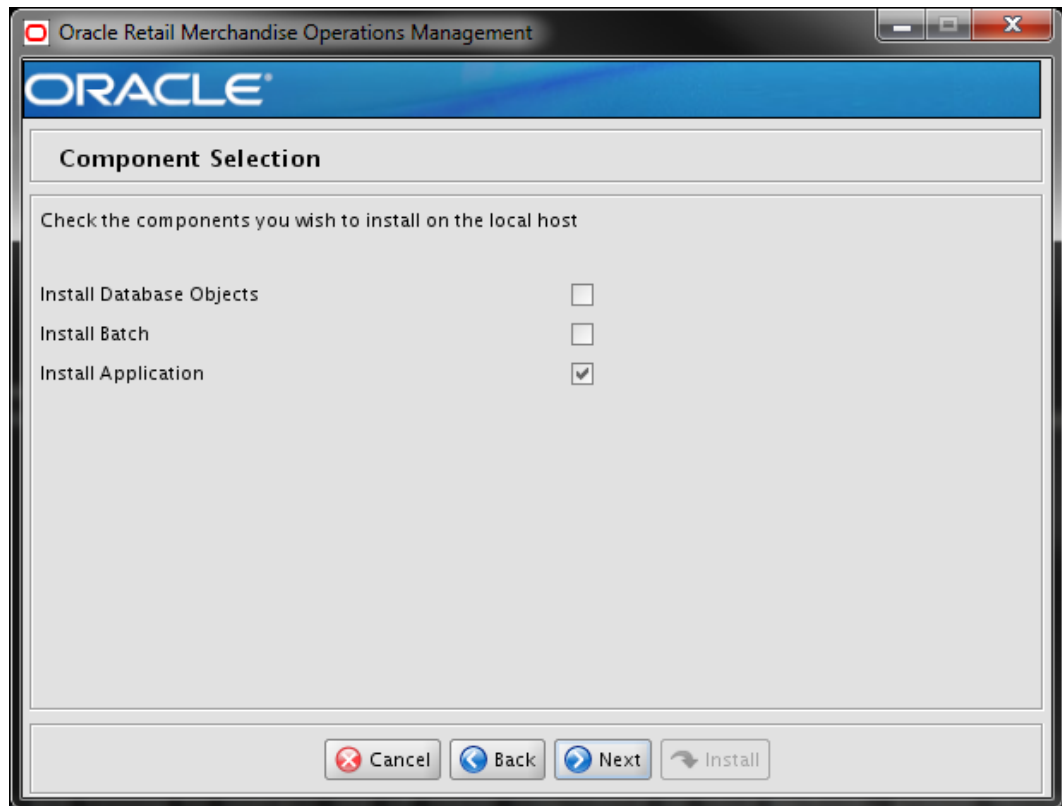 Oracle Retail Merchandise Operations Management
ORACLE®
Component Selection
Check the components you wish to install on the local host
Install Database Objects
Install Batch
Install Application
Cancel Back Next Install